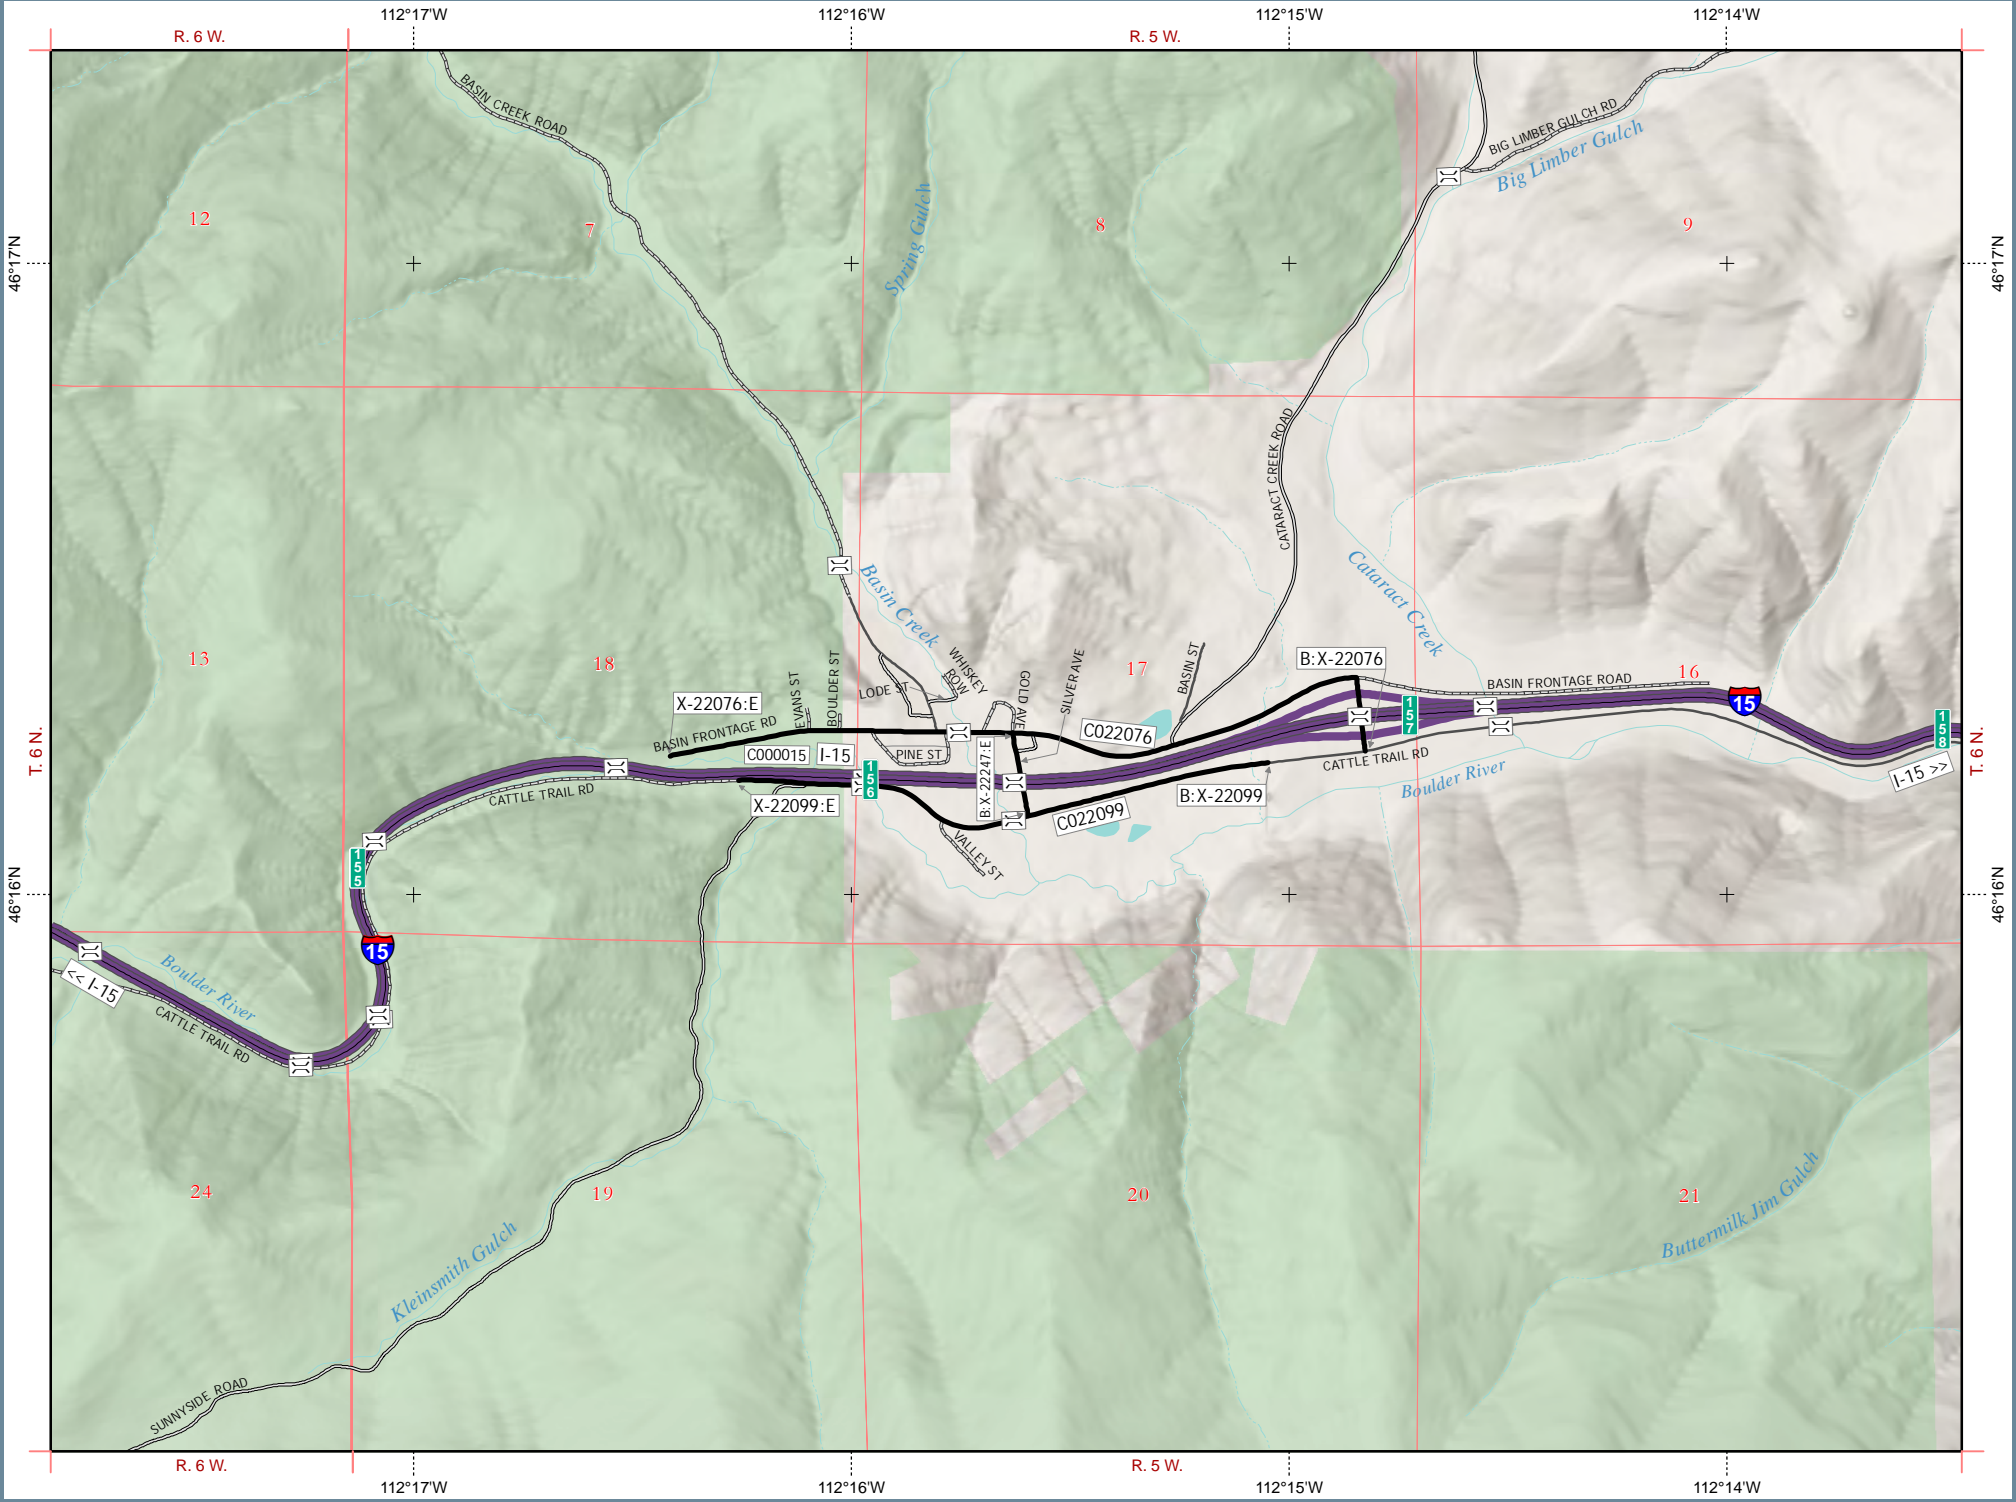 112°17'W
112°16'W
112°15'W
112°14'W
R. 6 W.
R. 5 W.
BASIN CREEK ROAD
BIG LIMBER GULCH RD
Big Limber Gulch
Spring Gulch
12
7
8
9
46°17'N
46°17'N
CATARACT CREEK ROAD
Basin Creek
Cataract Creek
13
18
17
16
WHISKEY
ROW
LODE ST
EVANS ST
BOULDER ST
GOLD AVE
SILVER AVE
BASIN ST
B:X-22076
BASIN FRONTAGE ROAD
X-22076:E
BASIN FRONTAGE RD
C022076
15
157
158
T. 6 N.
T. 6 N.
C000015
I-15
PINE ST
B:X-22247:E
156
CATTLE TRAIL RD
Boulder River
I-15 >>
CATTLE TRAIL RD
X-22099:E
B:X-22099
C022099
VALLEY ST
155
46°16'N
46°16'N
15
<< I-15
Boulder River
CATTLE TRAIL RD
24
19
20
21
Kleinsmith Gulch
Buttermilk Jim Gulch
SUNNYSIDE ROAD
R. 6 W.
R. 5 W.
112°17'W
112°16'W
112°15'W
112°14'W